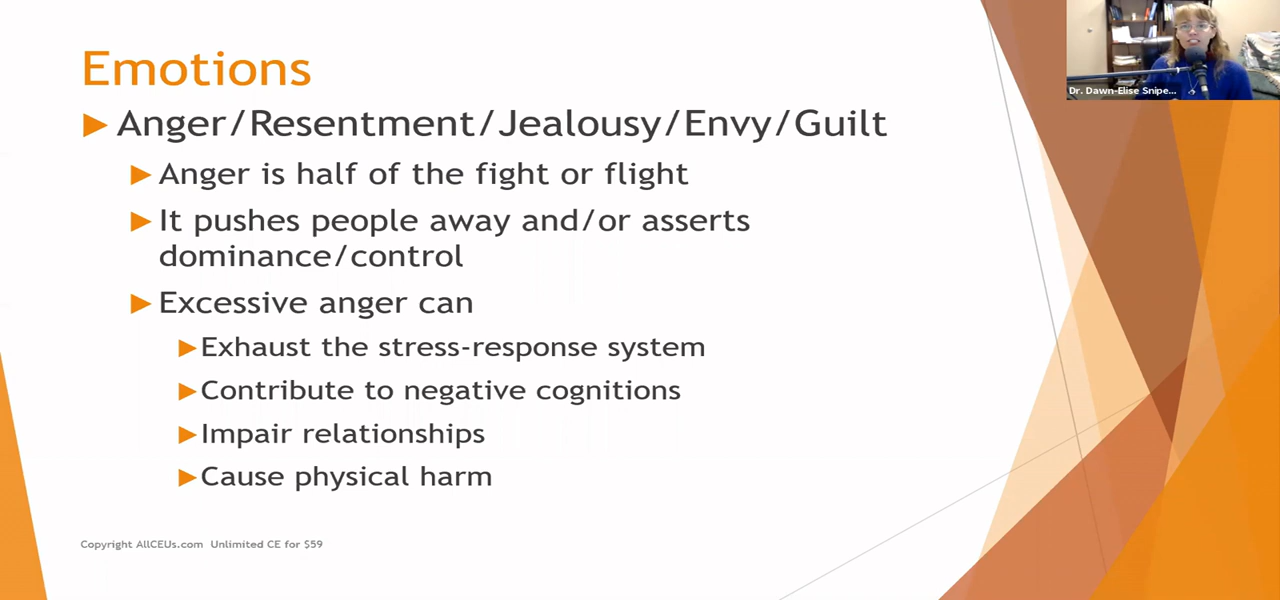 Emotions
Anger/Resentment/Jealousy/Envy/Guilt
Anger is half of the fight or flight
It pushes people away and/or asserts
dominance/control
Excessive anger can
Exhaust the stress-response system
Contribute to negative cognitions
Impair relationships
Cause physical harm
Copyright AllCEUs.com Unlimited CE for $59
Dr. Dawn-Elise Snipe...